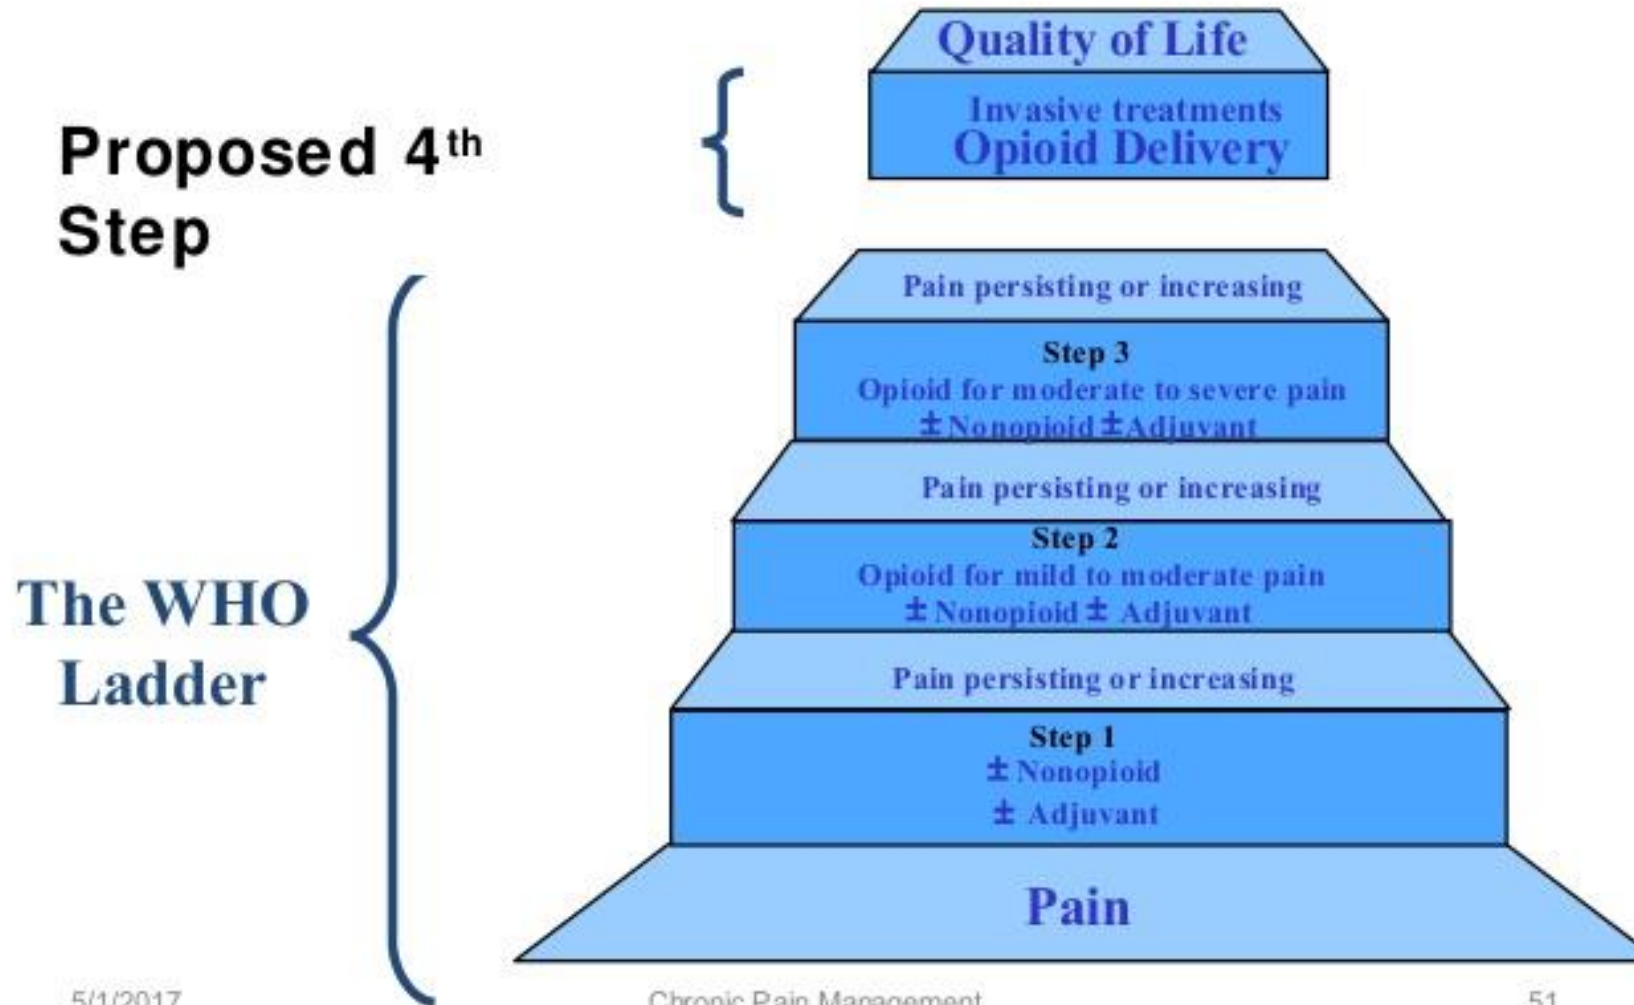 Quality of Life
Invasive treatments
Opioid Delivery
Proposed 4th
Step
Pain persisting or increasing
Step 3
Opioid for moderate to severe pain
± Nonopioid ± Adjuvant
Pain persisting or increasing
Step 2
Opioid for mild to moderate pain
± Nonopioid ± Adjuvant
The WHO
Ladder
Pain persisting or increasing
Step 1
± Nonopioid
± Adjuvant
Pain
5/1/2017
Chronic Pain Management
51